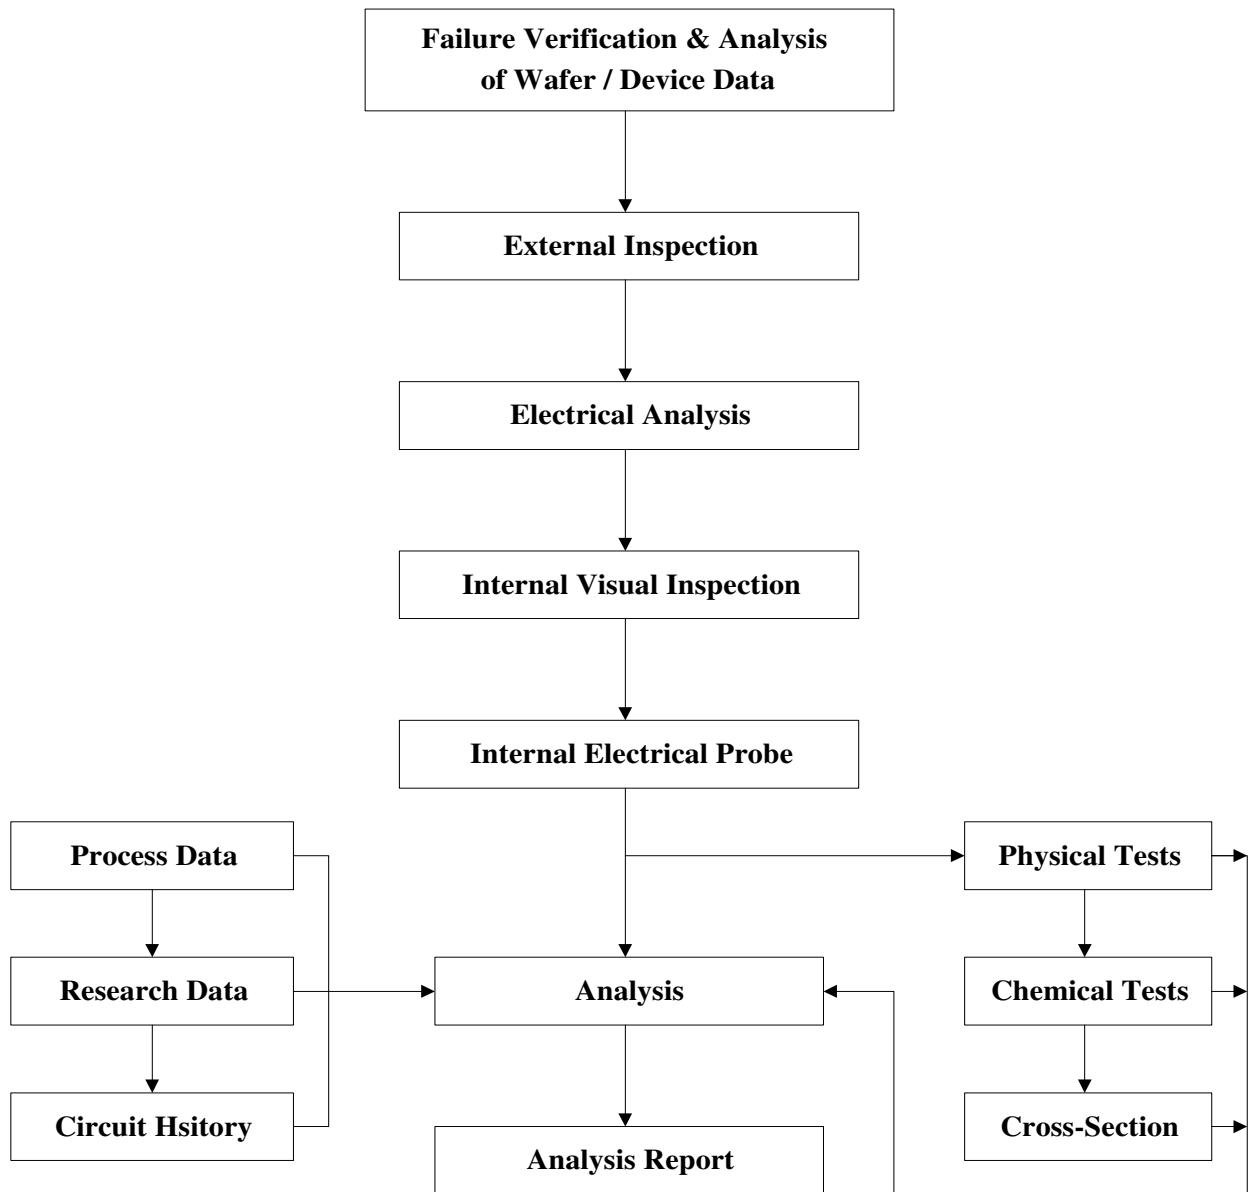 Failure Verification & Analysis
of Wafer / Device Data
External Inspection
Electrical Analysis
Internal Visual Inspection
Internal Electrical Probe
Process Data
Physical Tests
Research Data
Analysis
Chemical Tests
Circuit Hsitory
Cross-Section
Analysis Report